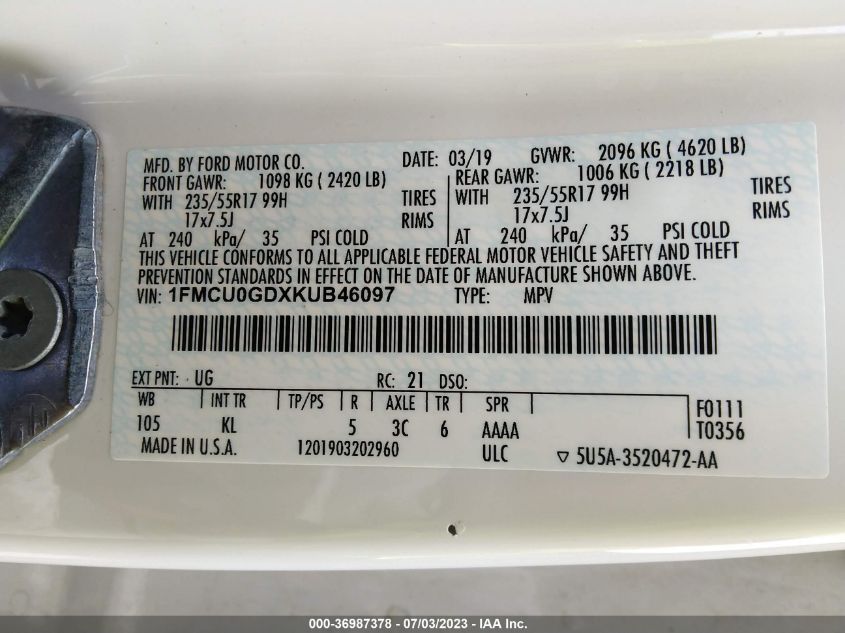 MFD. BY FORD MOTOR CO. DATE: 03/19 GVWR: 2096 KG ( 4620 LB)
FRONT GAWR: 1098 KG ( 2420 LB) REAR GAWR: 1006 KG ( 2218 LB)
WITH 235/55R17 99H TIRES WITH 235/55R17 99H TIRES
17x7.5J RIMS 17x7.5J RIMS
AT 240 kPa/ 35 PSI COLD AT 240 kPa/ 35 PSI COLD
THIS VEHICLE CONFORMS TO ALL APPLICABLE FEDERAL MOTOR VEHICLE SAFETY AND THEFT
PREVENTION STANDARDS IN EFFECT ON THE DATE OF MANUFACTURE SHOWN ABOVE.
VIN: 1FMCU0GDXKUB46097 TYPE: MPV
EXT PNT: UG RC: 21 DSO:
WB INT TR TP/PS R AXLE TR SPR F0111
105 KL 5 3C 6 AAAA T0356
MADE IN U.S.A. 1201903202960 ULC ▽ 5U5A-3520472-AA
000-36987378 - 07/03/2023 - IAA Inc.